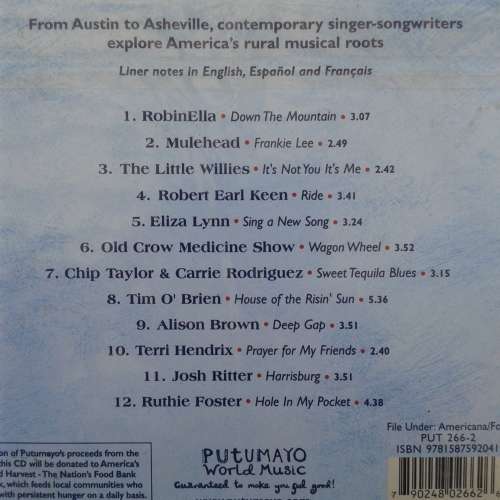 From Austin to Asheville, contemporary singer-songwriters
explore America's rural musical roots
Liner notes in English, Español and Français
1. RobinElla • Down The Mountain • 3.07
2. Mulehead • Frankie Lee • 2.49
3. The Little Willies • It's Not You It's Me • 2.42
4. Robert Earl Keen • Ride • 3.41
5. Eliza Lynn • Sing a New Song • 3.24
6. Old Crow Medicine Show • Wagon Wheel • 3.52
7. Chip Taylor & Carrie Rodriguez • Sweet Tequila Blues • 3.15
8. Tim O' Brien • House of the Risin' Sun • 5.36
9. Alison Brown • Deep Gap • 3.51
10. Terri Hendrix • Prayer for My Friends • 2.40
11. Josh Ritter • Harrisburg • 3.51
12. Ruthie Foster • Hole In My Pocket • 4.38
on of Putumayo's proceeds from the
this CD will be donated to America's
d Harvest - The Nation's Food Bank
k, which feeds local communities who
with persistent hunger on a daily basis.
PUTUMAYO
World Music
Guaranteed to make you feel good!
File Under: Americana/Fo
PUT 266-2
ISBN 9781587592041
7 90248 02662